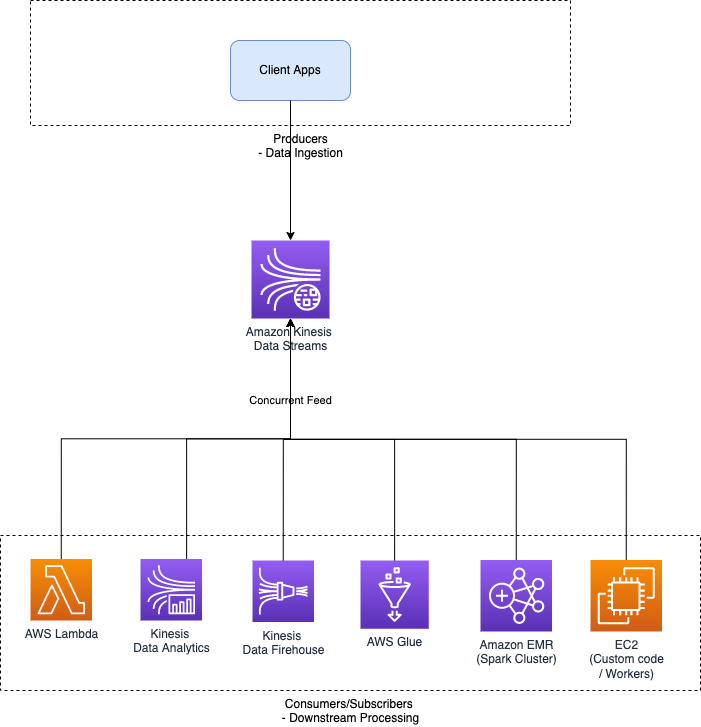 Client Apps
Producers
- Data Ingestion
Amazon Kinesis
Data Streams
Concurrent Feed
AWS Lambda
Kinesis
Data Analytics
Kinesis
Data Firehouse
AWS Glue
Amazon EMR
(Spark Cluster)
EC2
(Custom code
/ Workers)
Consumers/Subscribers
- Downstream Processing